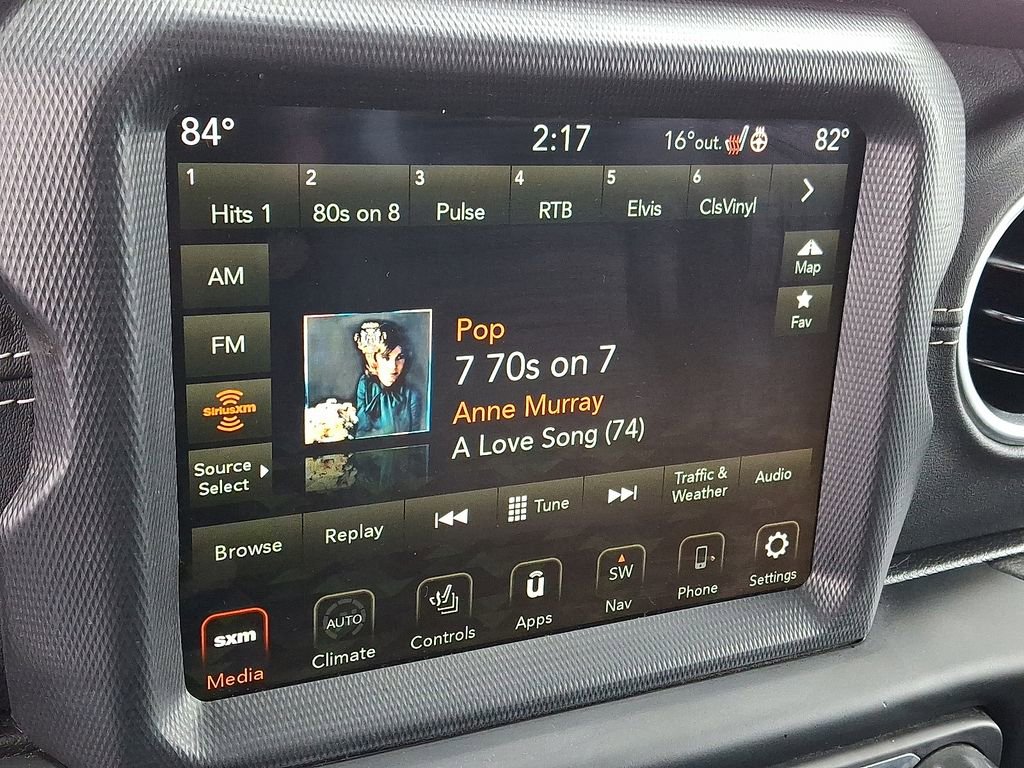 84° 2:17 16°out. 82°
1 2 3 4 5 6
Hits 1 80s on 8 Pulse RTB Elvis ClsVinyl
AM
FM
SiriusXM
Source
Select
Map
Fav
Pop
7 70s on 7
Anne Murray
A Love Song (74)
Browse Replay Tune Traffic & Weather Audio
sxm AUTO SW
Media Climate Controls Apps Nav Phone Settings